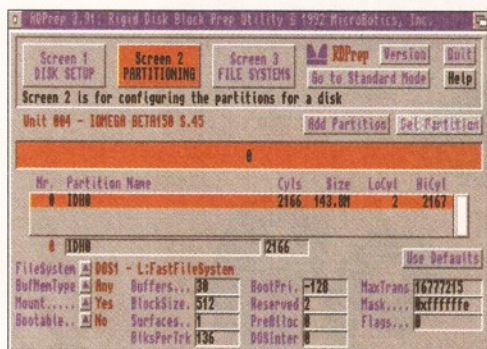 RDPrep 3.91: Rigid Disk Block Prep Utility © 1992 MicroBotics, Inc.
Screen 1 DISK SETUP
Screen 2 PARTITIONING
Screen 3 FILE SYSTEMS
RDPrep Version Quit
Go to Standard Mode Help
Screen 2 is for configuring the partitions for a disk
Unit 004 - IOMEGA BETA150 S.45 Add Partition Del Partition
0
Nr. Partition Name Cyls Size LoCyl HiCyl
0 IDH0 2166 143.8M 2 2167
0 IDH0 2166
Use Defaults
FileSystem DOS1 - L:FastFileSystem
BufMemType Any Buffers... 30 BootPri. -128 MaxTrans 16777215
Mount..... Yes BlockSize. 512 Reserved 2 Mask.... 0xfffffffe
Bootable.. No Surfaces.. 1 PreAlloc 0 Flags... 0
BlksPerTrk 136 DOSInter 0